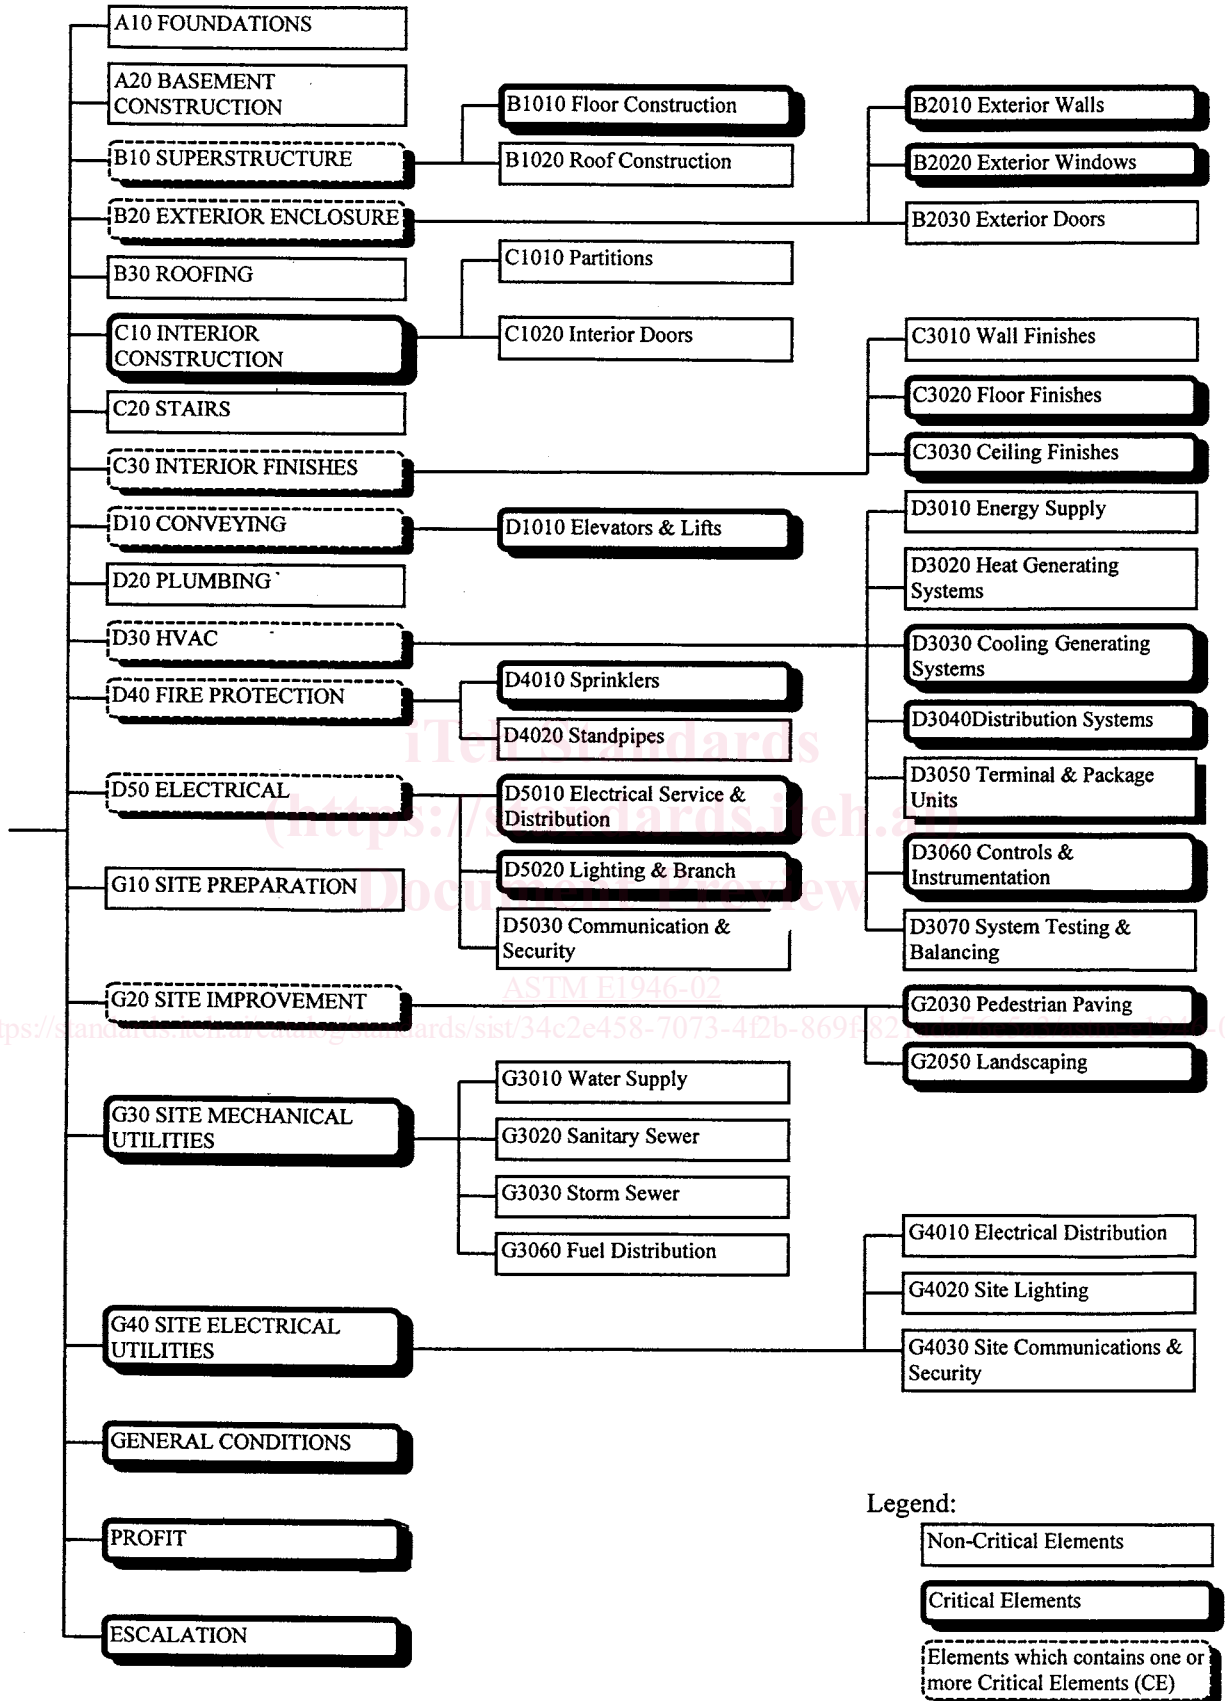 A10 FOUNDATIONS
A20 BASEMENT
CONSTRUCTION
B10 SUPERSTRUCTURE
B20 EXTERIOR ENCLOSURE
B30 ROOFING
C10 INTERIOR
CONSTRUCTION
C20 STAIRS
C30 INTERIOR FINISHES
D10 CONVEYING
D20 PLUMBING
D30 HVAC
D40 FIRE PROTECTION
D50 ELECTRICAL
G10 SITE PREPARATION
G20 SITE IMPROVEMENT
G30 SITE MECHANICAL
UTILITIES
G40 SITE ELECTRICAL
UTILITIES
GENERAL CONDITIONS
PROFIT
ESCALATION
B1010 Floor Construction
B1020 Roof Construction
C1010 Partitions
C1020 Interior Doors
D1010 Elevators & Lifts
D4010 Sprinklers
D4020 Standpipes
D5010 Electrical Service &
Distribution
D5020 Lighting & Branch
D5030 Communication &
Security
G3010 Water Supply
G3020 Sanitary Sewer
G3030 Storm Sewer
G3060 Fuel Distribution
B2010 Exterior Walls
B2020 Exterior Windows
B2030 Exterior Doors
C3010 Wall Finishes
C3020 Floor Finishes
C3030 Ceiling Finishes
D3010 Energy Supply
D3020 Heat Generating
Systems
D3030 Cooling Generating
Systems
D3040Distribution Systems
D3050 Terminal & Package
Units
D3060 Controls &
Instrumentation
D3070 System Testing &
Balancing
G2030 Pedestrian Paving
G2050 Landscaping
G4010 Electrical Distribution
G4020 Site Lighting
G4030 Site Communications &
Security
Legend:
Non-Critical Elements
Critical Elements
Elements which contains one or
more Critical Elements (CE)
iTeh Standards
(https://standards.iteh.ai)
Document Preview
ASTM E1946-02